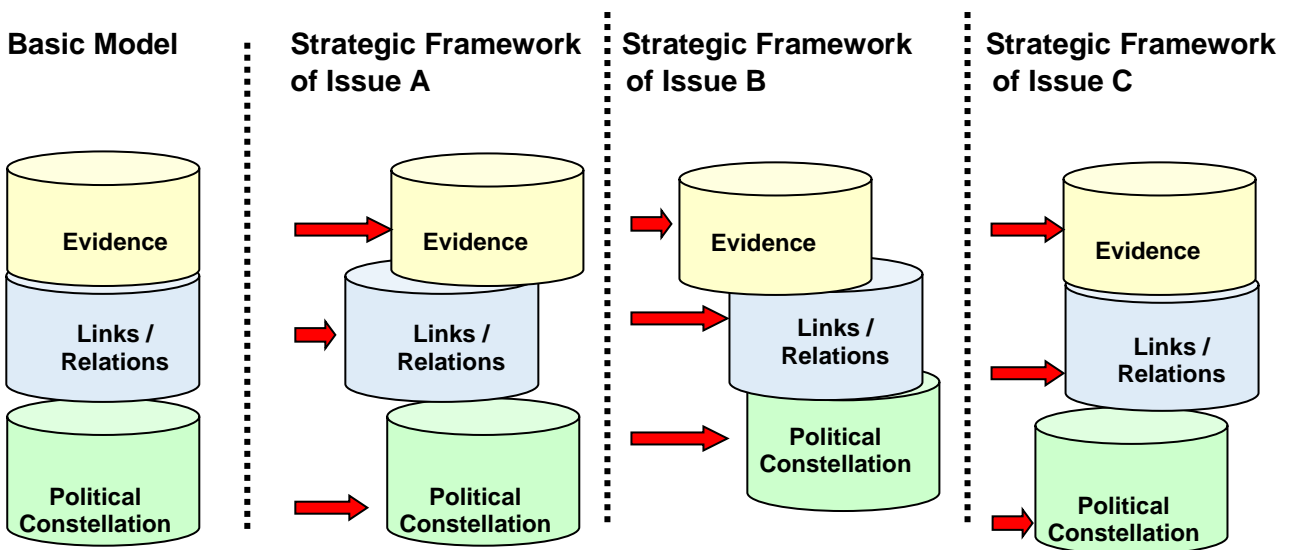 Basic Model
Evidence
Links /
Relations
Political
Constellation
Strategic Framework
of Issue A
Evidence
Links /
Relations
Political
Constellation
Strategic Framework
of Issue B
Evidence
Links /
Relations
Political
Constellation
Strategic Framework
of Issue C
Evidence
Links /
Relations
Political
Constellation